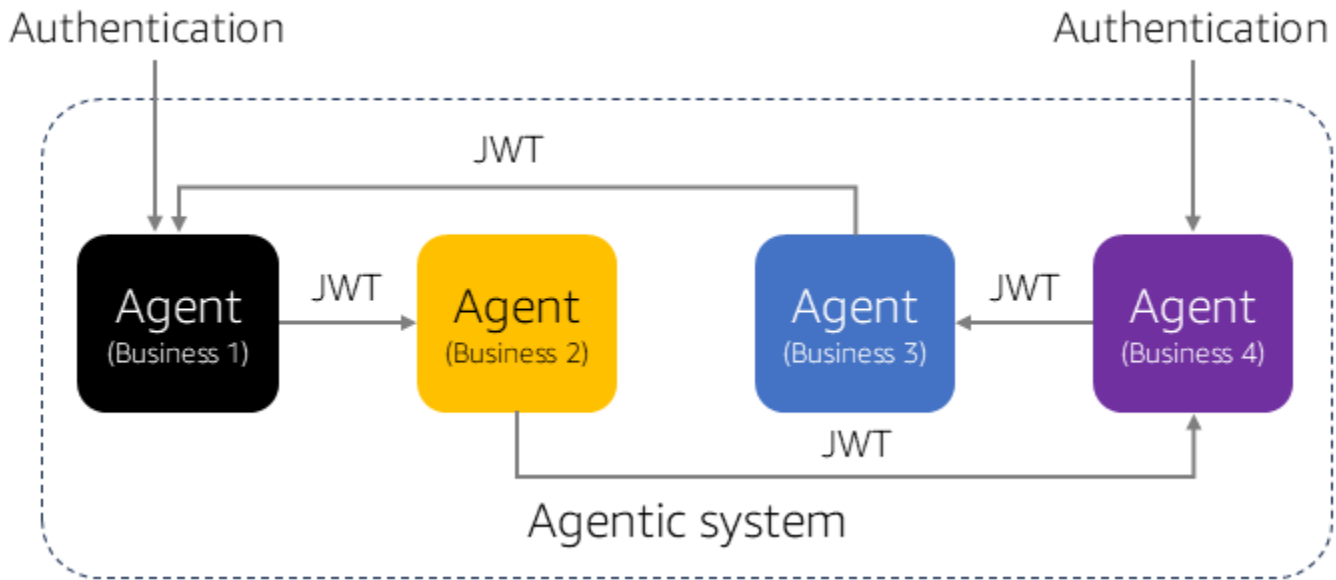 Authentication
Authentication
JWT
Agent
(Business 1)
JWT
Agent
(Business 2)
Agent
(Business 3)
JWT
Agent
(Business 4)
JWT
Agentic system